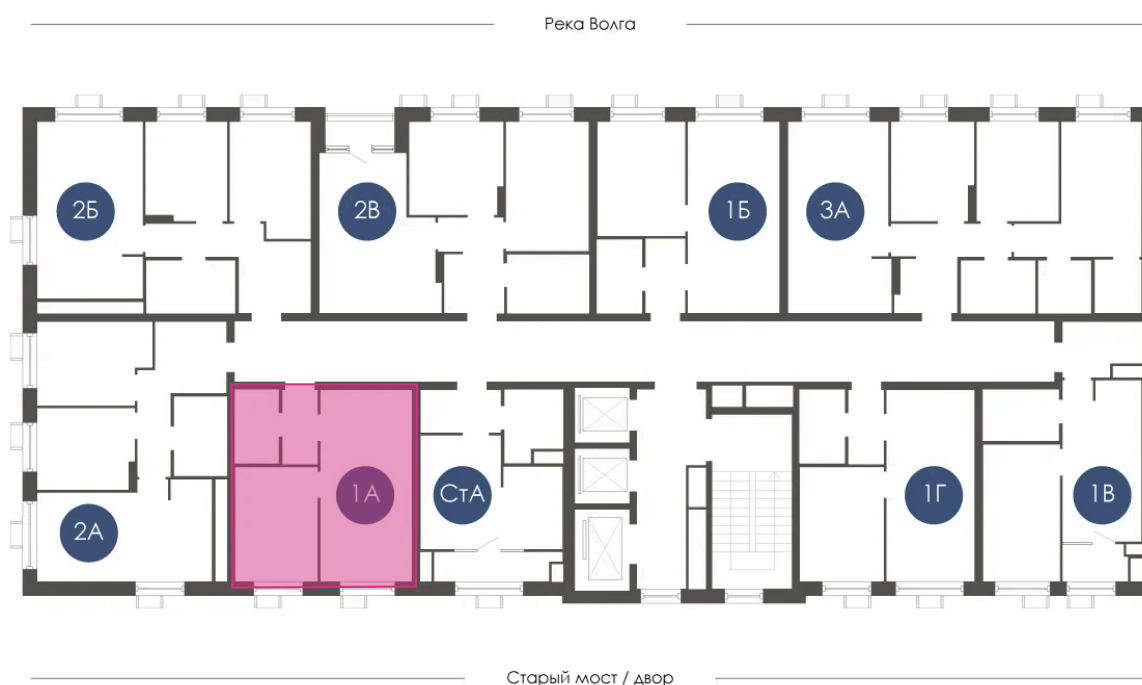 Река Волга
2Б
2В
1Б
3А
1А
СтА
1Г
1В
2А
Старый мост / двор